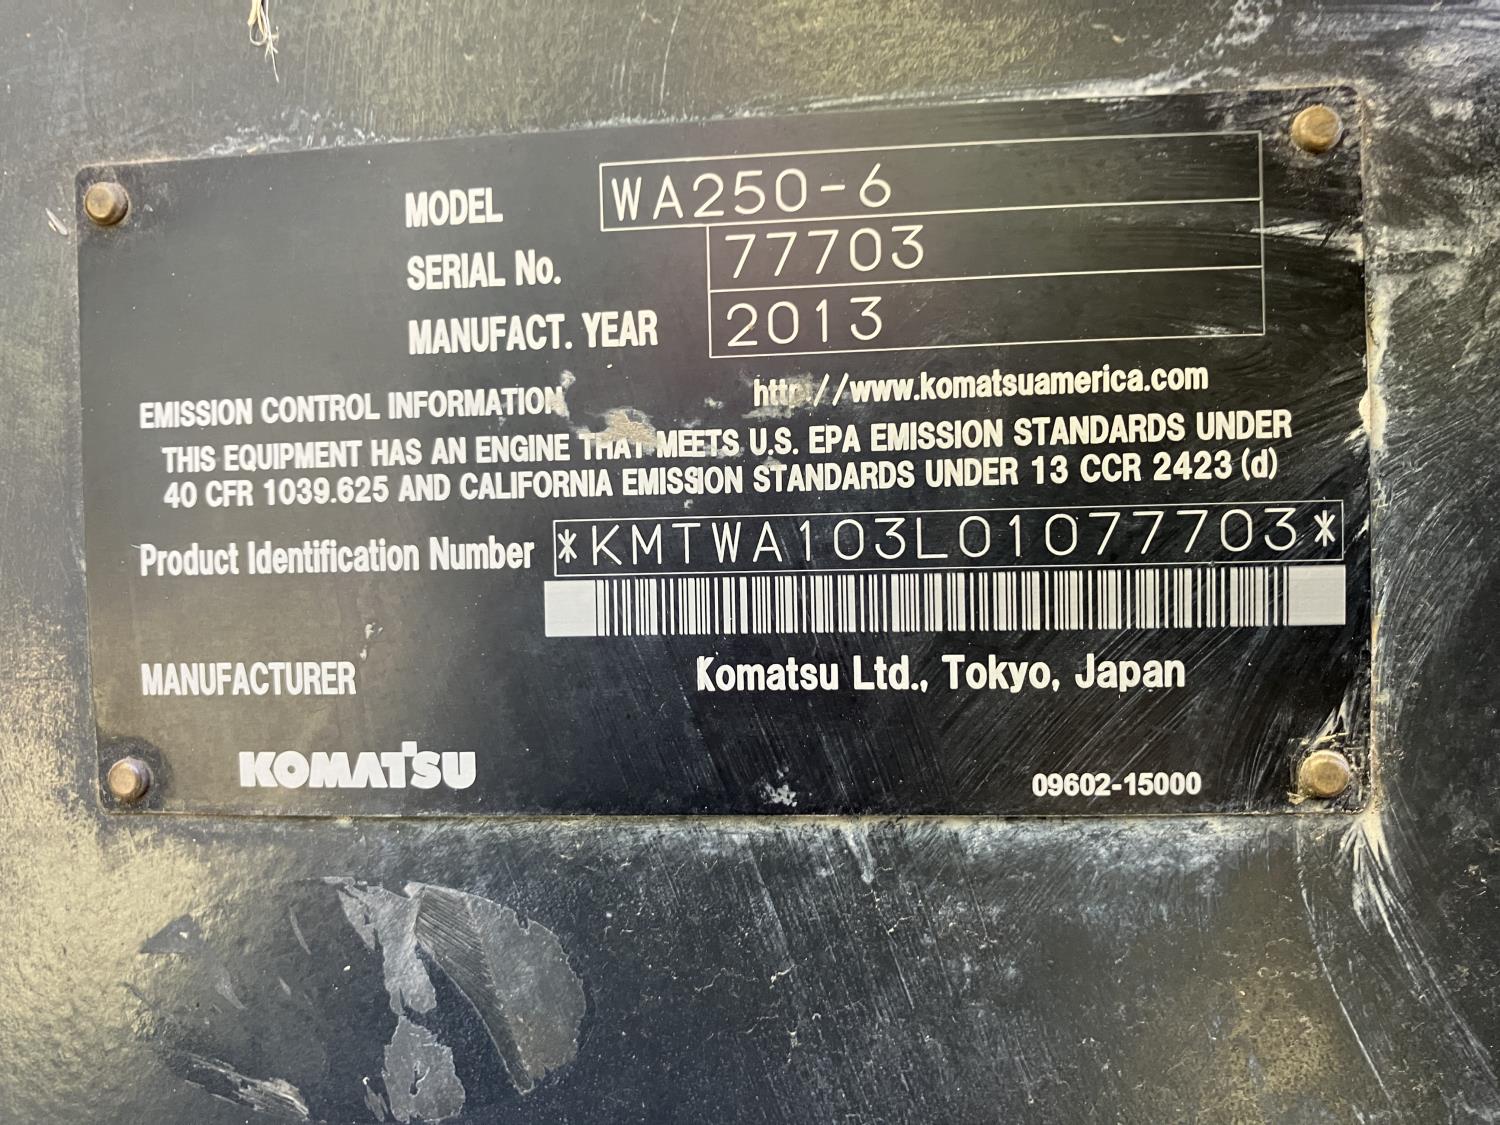 MODEL WA250-6
SERIAL No. 77703
MANUFACT. YEAR 2013
EMISSION CONTROL INFORMATION http://www.komatsuamerica.com
THIS EQUIPMENT HAS AN ENGINE THAT MEETS U.S. EPA EMISSION STANDARDS UNDER
40 CFR 1039.625 AND CALIFORNIA EMISSION STANDARDS UNDER 13 CCR 2423 (d)
Product Identification Number *KMTWA103L01077703*
MANUFACTURER Komatsu Ltd., Tokyo, Japan
KOMATSU 09602-15000